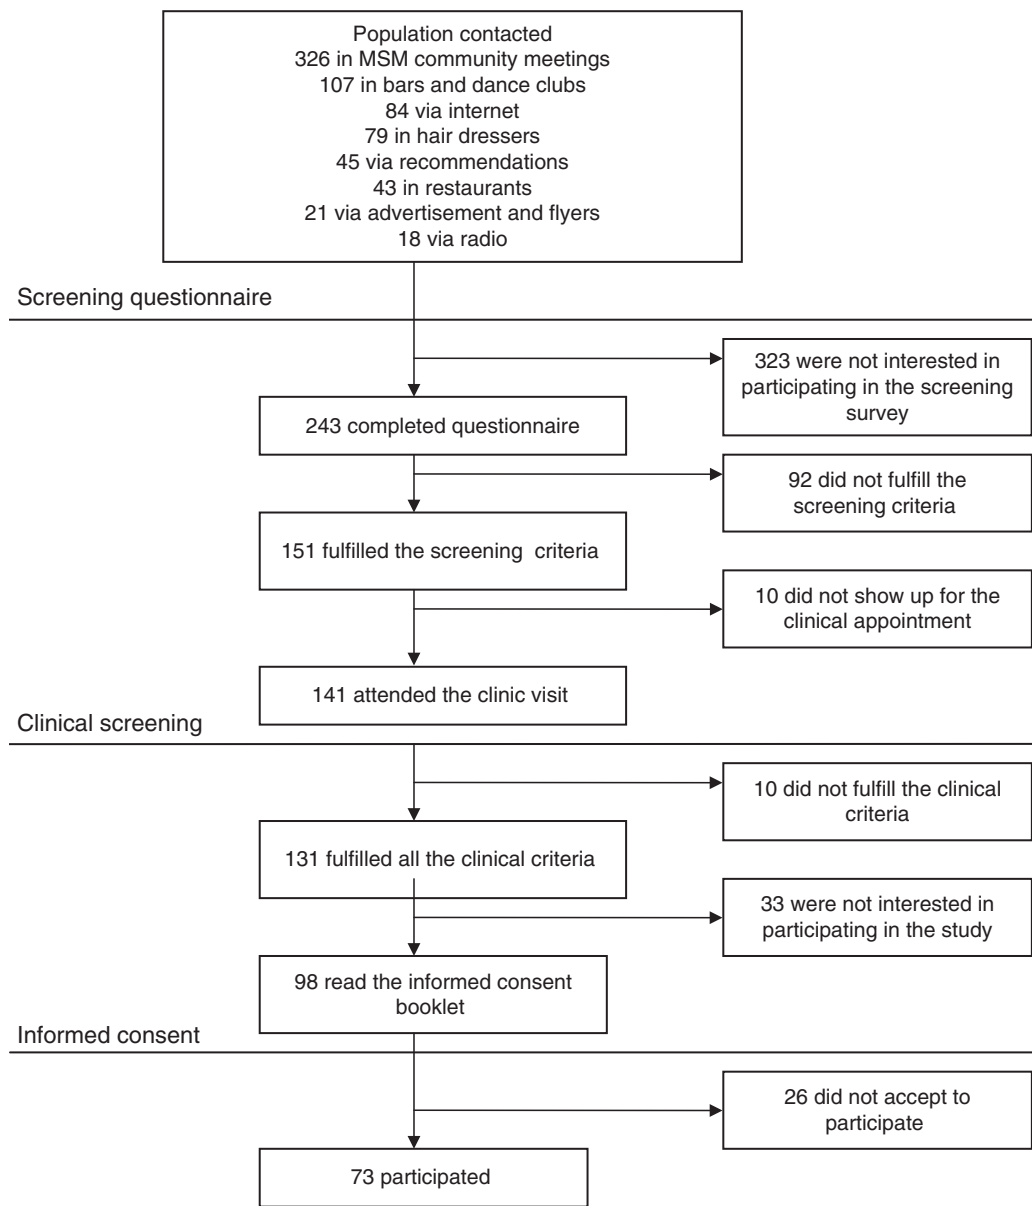 Population contacted
326 in MSM community meetings
107 in bars and dance clubs
84 via internet
79 in hair dressers
45 via recommendations
43 in restaurants
21 via advertisement and flyers
18 via radio
Screening questionnaire
323 were not interested in
participating in the screening
survey
243 completed questionnaire
92 did not fulfill the
screening criteria
151 fulfilled the screening criteria
10 did not show up for the
clinical appointment
141 attended the clinic visit
Clinical screening
10 did not fulfill the clinical
criteria
131 fulfilled all the clinical criteria
33 were not interested in
participating in the study
98 read the informed consent
booklet
Informed consent
26 did not accept to
participate
73 participated